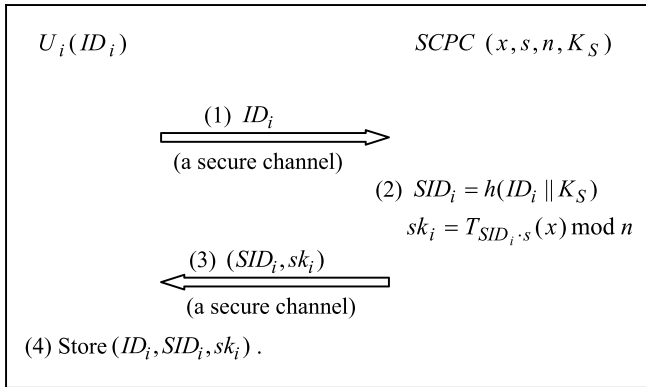 U_i(ID_i) SCPC (x, s, n, K_S)
(1) ID_i
(a secure channel)
(2) SID_i = h(ID_i || K_S)
sk_i = T_{SID_i·s}(x) mod n
(3) (SID_i, sk_i)
(a secure channel)
(4) Store (ID_i, SID_i, sk_i) .